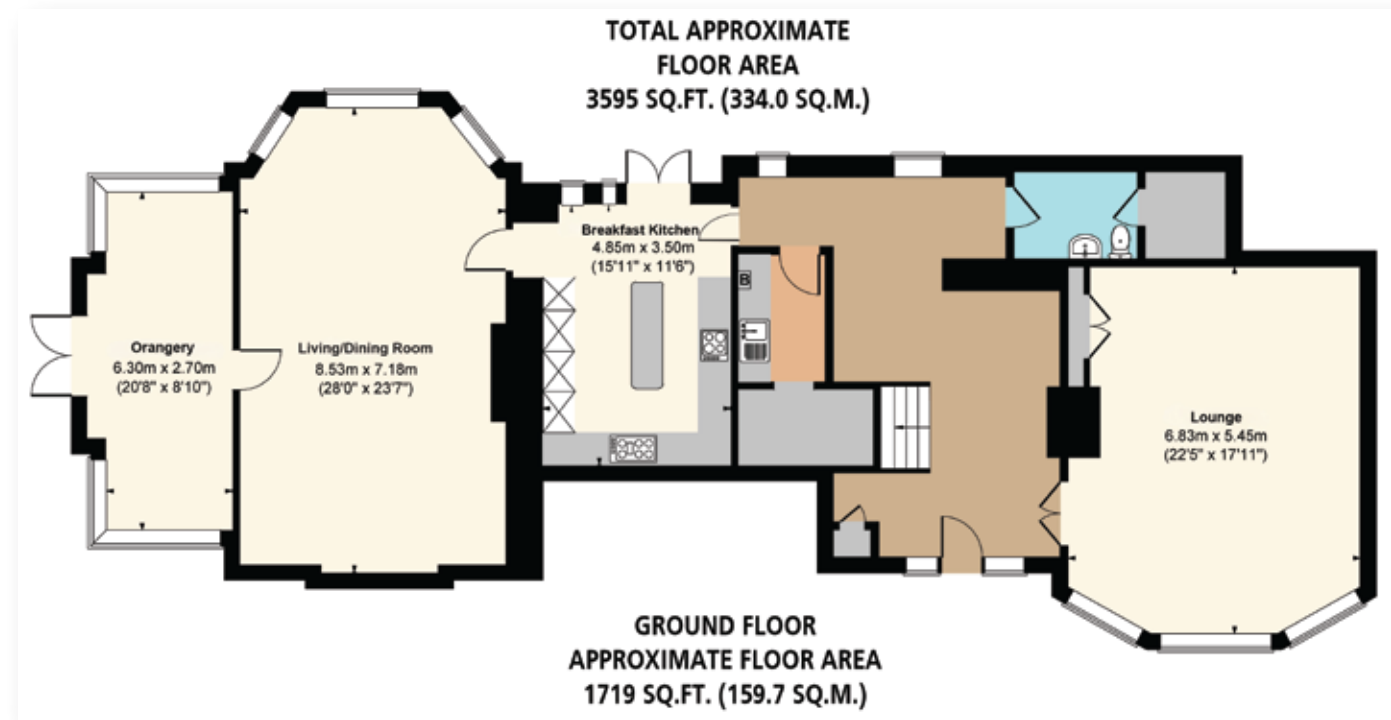 TOTAL APPROXIMATE
FLOOR AREA
3595 SQ.FT. (334.0 SQ.M.)
Breakfast Kitchen
4.85m x 3.50m
(15'11" x 11'6")
B
Orangery
6.30m x 2.70m
(20'8" x 8'10")
Living/Dining Room
8.53m x 7.18m
(28'0" x 23'7")
Lounge
6.83m x 5.45m
(22'5" x 17'11")
GROUND FLOOR
APPROXIMATE FLOOR AREA
1719 SQ.FT. (159.7 SQ.M.)